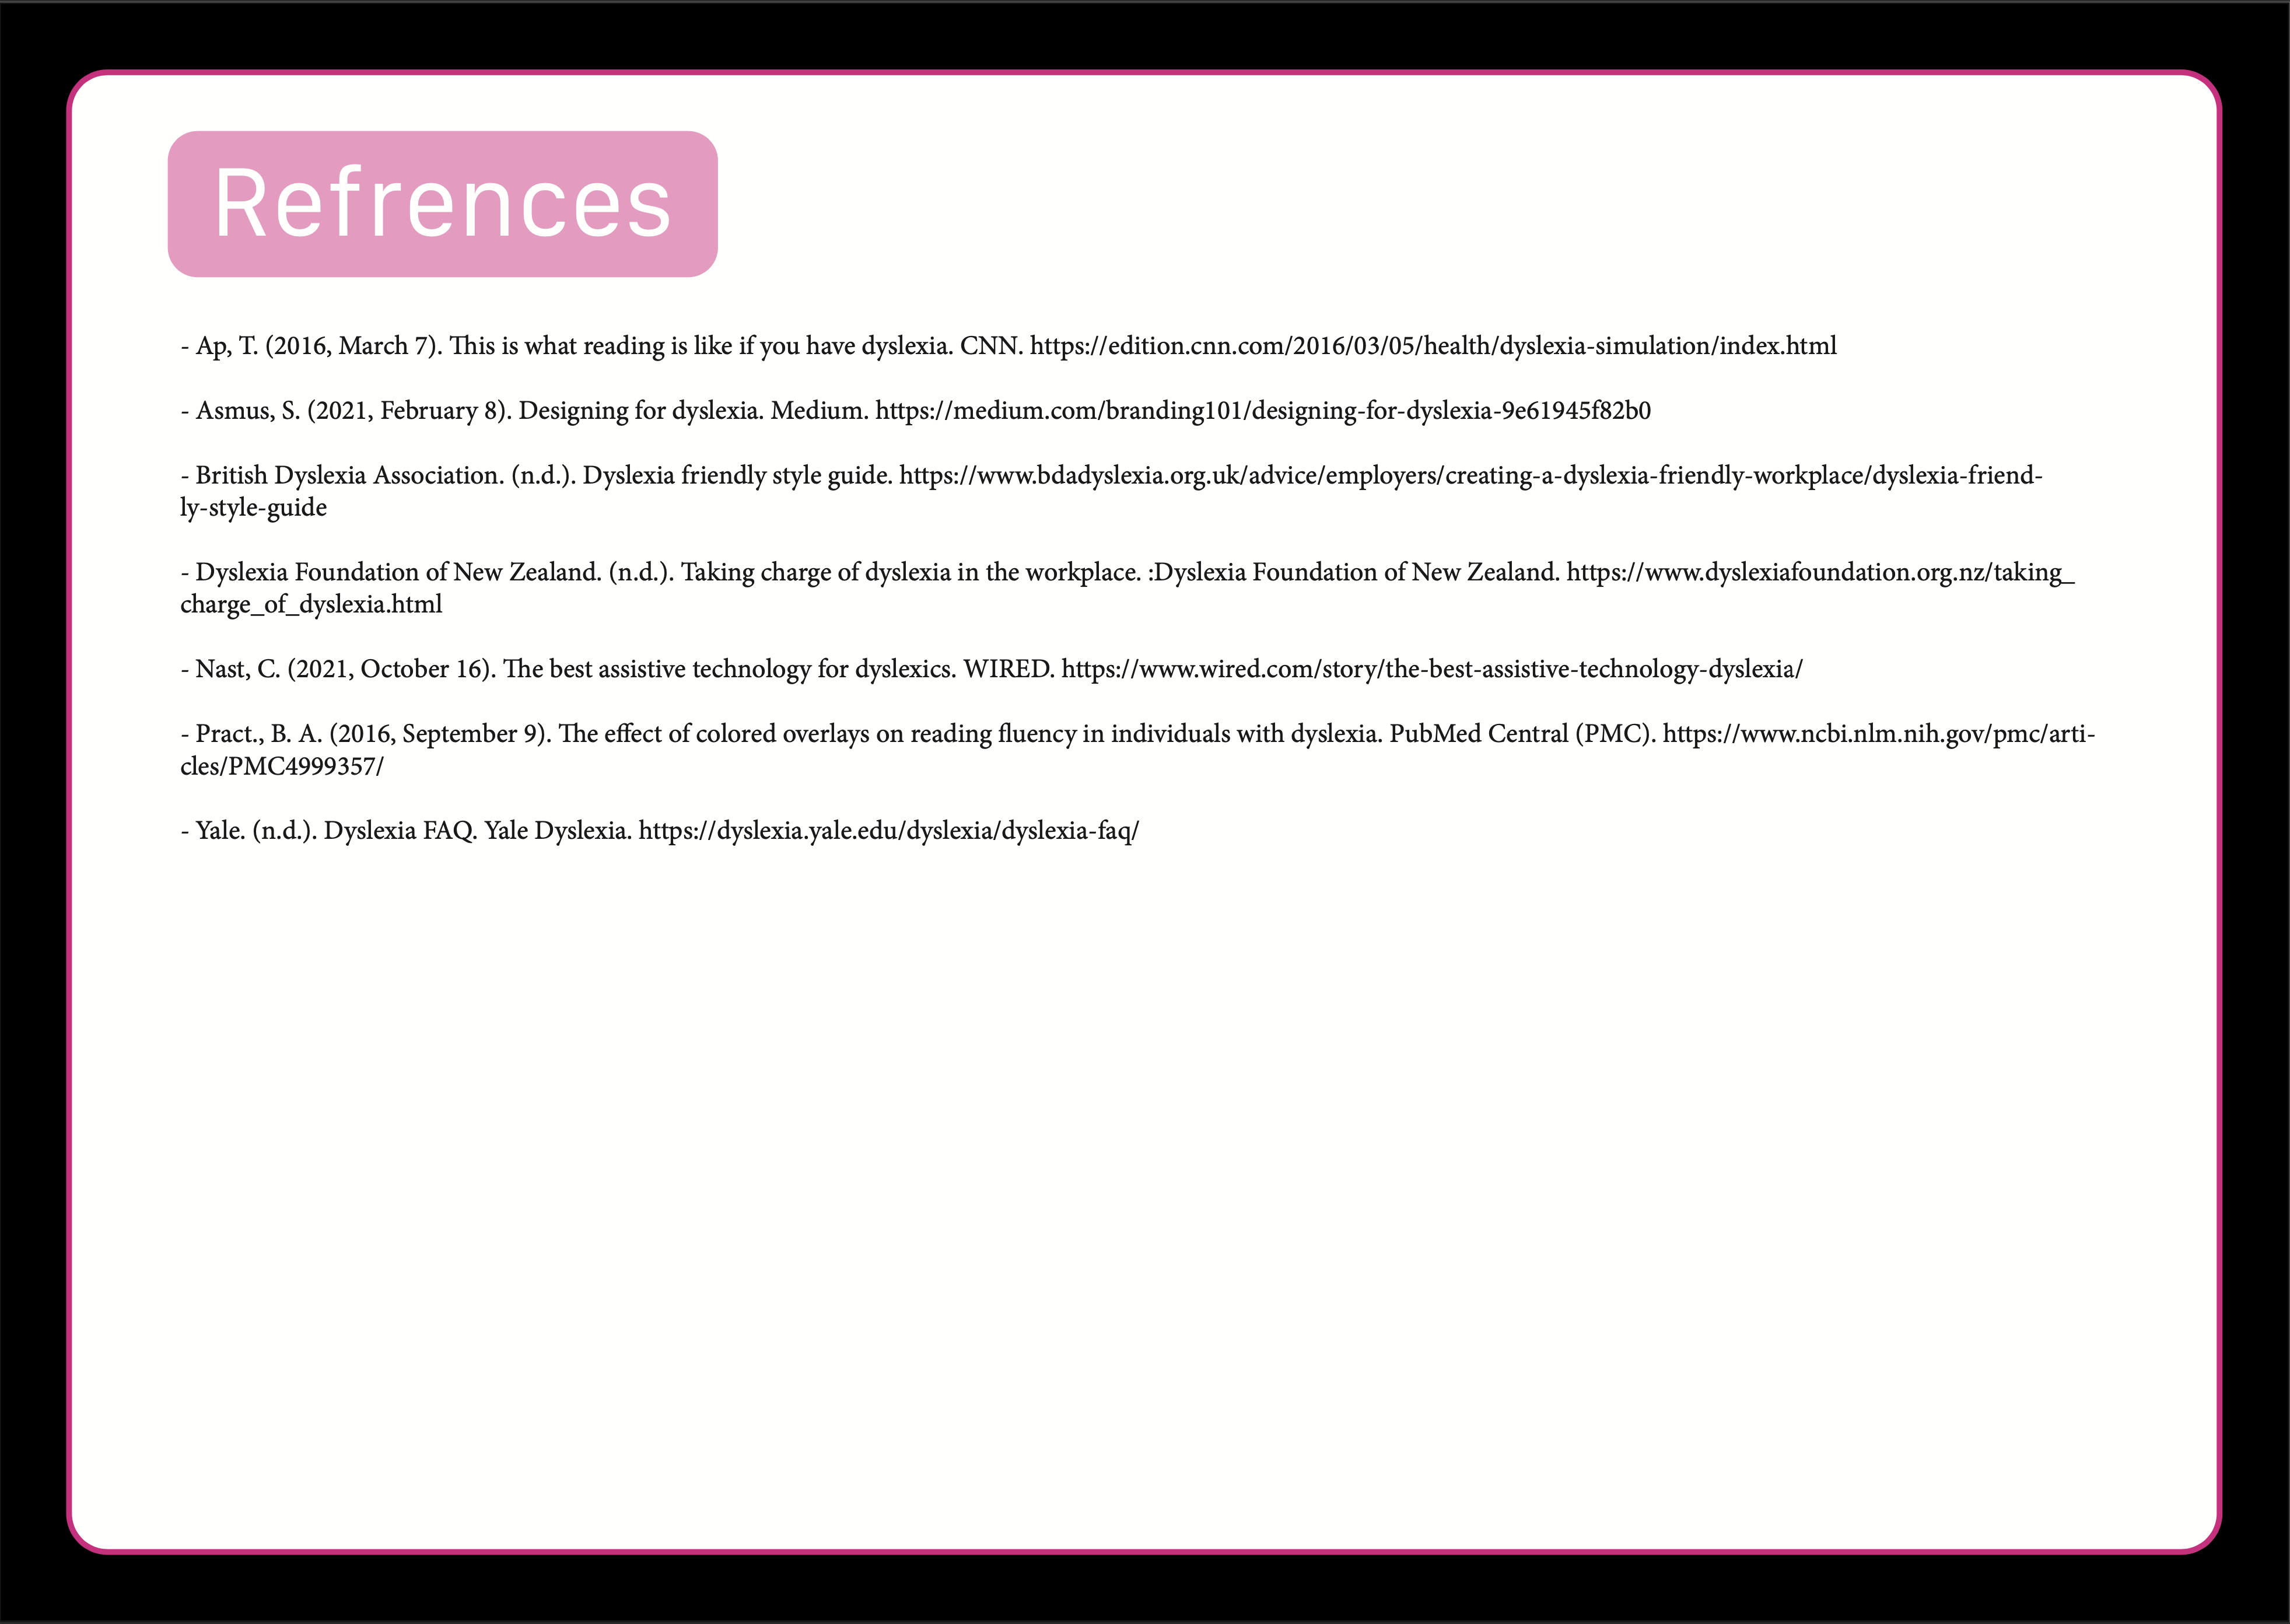 Refrences
- Ap, T. (2016, March 7). This is what reading is like if you have dyslexia. CNN. https://edition.cnn.com/2016/03/05/health/dyslexia-simulation/index.html
- Asmus, S. (2021, February 8). Designing for dyslexia. Medium. https://medium.com/branding101/designing-for-dyslexia-9e61945f82b0
- British Dyslexia Association. (n.d.). Dyslexia friendly style guide. https://www.bdadyslexia.org.uk/advice/employers/creating-a-dyslexia-friendly-workplace/dyslexia-friend-
ly-style-guide
- Dyslexia Foundation of New Zealand. (n.d.). Taking charge of dyslexia in the workplace. :Dyslexia Foundation of New Zealand. https://www.dyslexiafoundation.org.nz/taking_
charge_of_dyslexia.html
- Nast, C. (2021, October 16). The best assistive technology for dyslexics. WIRED. https://www.wired.com/story/the-best-assistive-technology-dyslexia/
- Pract., B. A. (2016, September 9). The effect of colored overlays on reading fluency in individuals with dyslexia. PubMed Central (PMC). https://www.ncbi.nlm.nih.gov/pmc/arti-
cles/PMC4999357/
- Yale. (n.d.). Dyslexia FAQ. Yale Dyslexia. https://dyslexia.yale.edu/dyslexia/dyslexia-faq/